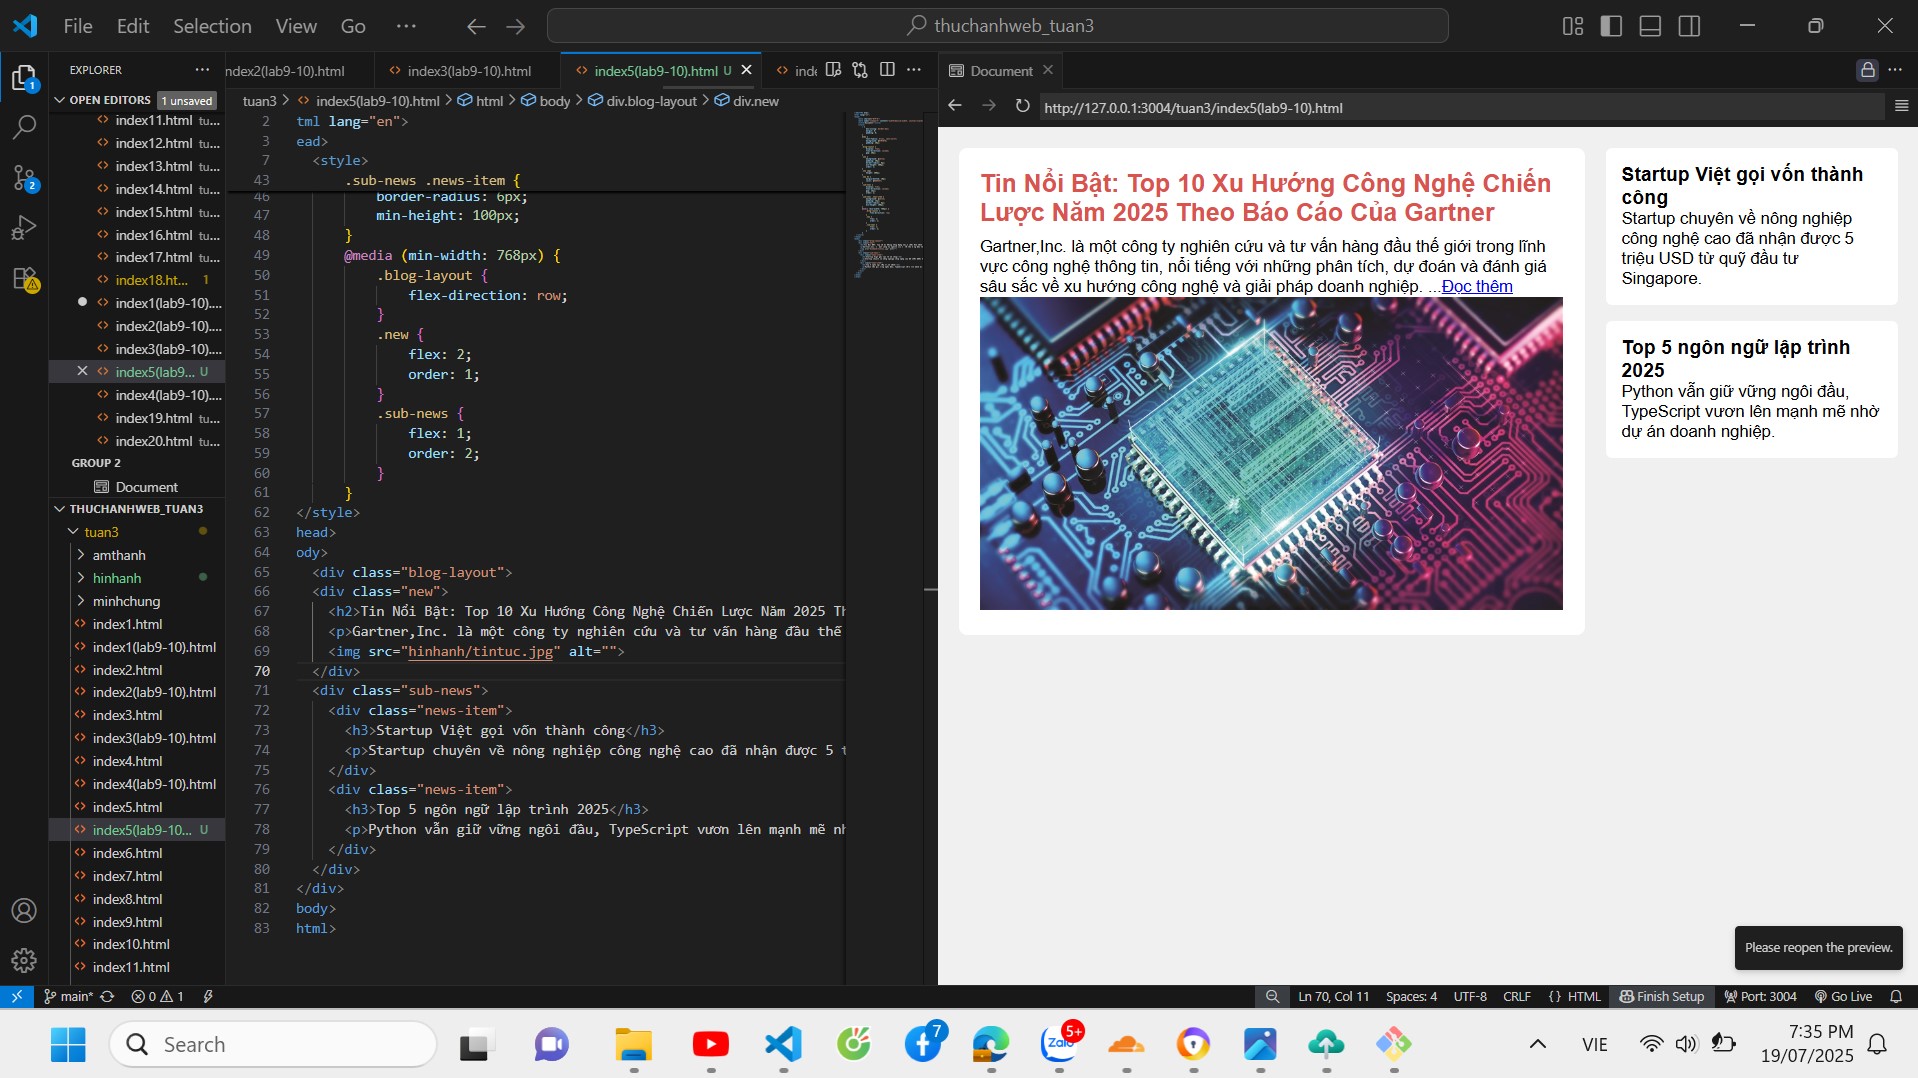 File Edit Selection View Go ··· thuchanhweb_tuan3
EXPLORER ···
OPEN EDITORS 1 unsaved
index11.html tu...
index12.html tu...
index13.html tu...
index14.html tu...
index15.html tu...
index16.html tu...
index17.html tu...
index18.ht... 1
index1(lab9-10)....
index2(lab9-10)....
index3(lab9-10)....
index5(lab9... U
index4(lab9-10)....
index19.html tu...
index20.html tu...
GROUP 2
Document
THUCHANHWEB_TUAN3
tuan3
amthanh
hinhanh
minhchung
index1.html
index1(lab9-10).html
index2.html
index2(lab9-10).html
index3.html
index3(lab9-10).html
index4.html
index4(lab9-10).html
index5.html
index5(lab9-10... U
index6.html
index7.html
index8.html
index9.html
index10.html
index11.html
ndex2(lab9-10).html index3(lab9-10).html index5(lab9-10).html U inde ···
tuan3 > index5(lab9-10).html > html > body > div.blog-layout > div.new
2 tml lang="en">
3 ead>
7 <style>
43 .sub-news .news-item {
46 border-radius: 6px;
47 min-height: 100px;
48 }
49 @media (min-width: 768px) {
50 .blog-layout {
51 flex-direction: row;
52 }
53 .new {
54 flex: 2;
55 order: 1;
56 }
57 .sub-news {
58 flex: 1;
59 order: 2;
60 }
61 }
62 </style>
63 head>
64 ody>
65 <div class="blog-layout">
66 <div class="new">
67 <h2>Tin Nổi Bật: Top 10 Xu Hướng Công Nghệ Chiến Lược Năm 2025 Th
68 <p>Gartner,Inc. là một công ty nghiên cứu và tư vấn hàng đầu thế
69 <img src="hinhanh/tintuc.jpg" alt="">
70 </div>
71 <div class="sub-news">
72 <div class="news-item">
73 <h3>Startup Việt gọi vốn thành công</h3>
74 <p>Startup chuyên về nông nghiệp công nghệ cao đã nhận được 5 t
75 </div>
76 <div class="news-item">
77 <h3>Top 5 ngôn ngữ lập trình 2025</h3>
78 <p>Python vẫn giữ vững ngôi đầu, TypeScript vươn lên mạnh mẽ nh
79 </div>
80 </div>
81 </div>
82 body>
83 html>
Document ···
http://127.0.0.1:3004/tuan3/index5(lab9-10).html
Tin Nổi Bật: Top 10 Xu Hướng Công Nghệ Chiến
Lược Năm 2025 Theo Báo Cáo Của Gartner
Gartner,Inc. là một công ty nghiên cứu và tư vấn hàng đầu thế giới trong lĩnh
vực công nghệ thông tin, nổi tiếng với những phân tích, dự đoán và đánh giá
sâu sắc về xu hướng công nghệ và giải pháp doanh nghiệp. ...Đọc thêm
Startup Việt gọi vốn thành
công
Startup chuyên về nông nghiệp
công nghệ cao đã nhận được 5
triệu USD từ quỹ đầu tư
Singapore.
Top 5 ngôn ngữ lập trình
2025
Python vẫn giữ vững ngôi đầu,
TypeScript vươn lên mạnh mẽ nhờ
dự án doanh nghiệp.
Please reopen the preview.
main* 0 1 Ln 70, Col 11 Spaces: 4 UTF-8 CRLF {} HTML Finish Setup Port: 3004 Go Live
Search 7 Zalo 5+ VIE 7:35 PM
19/07/2025